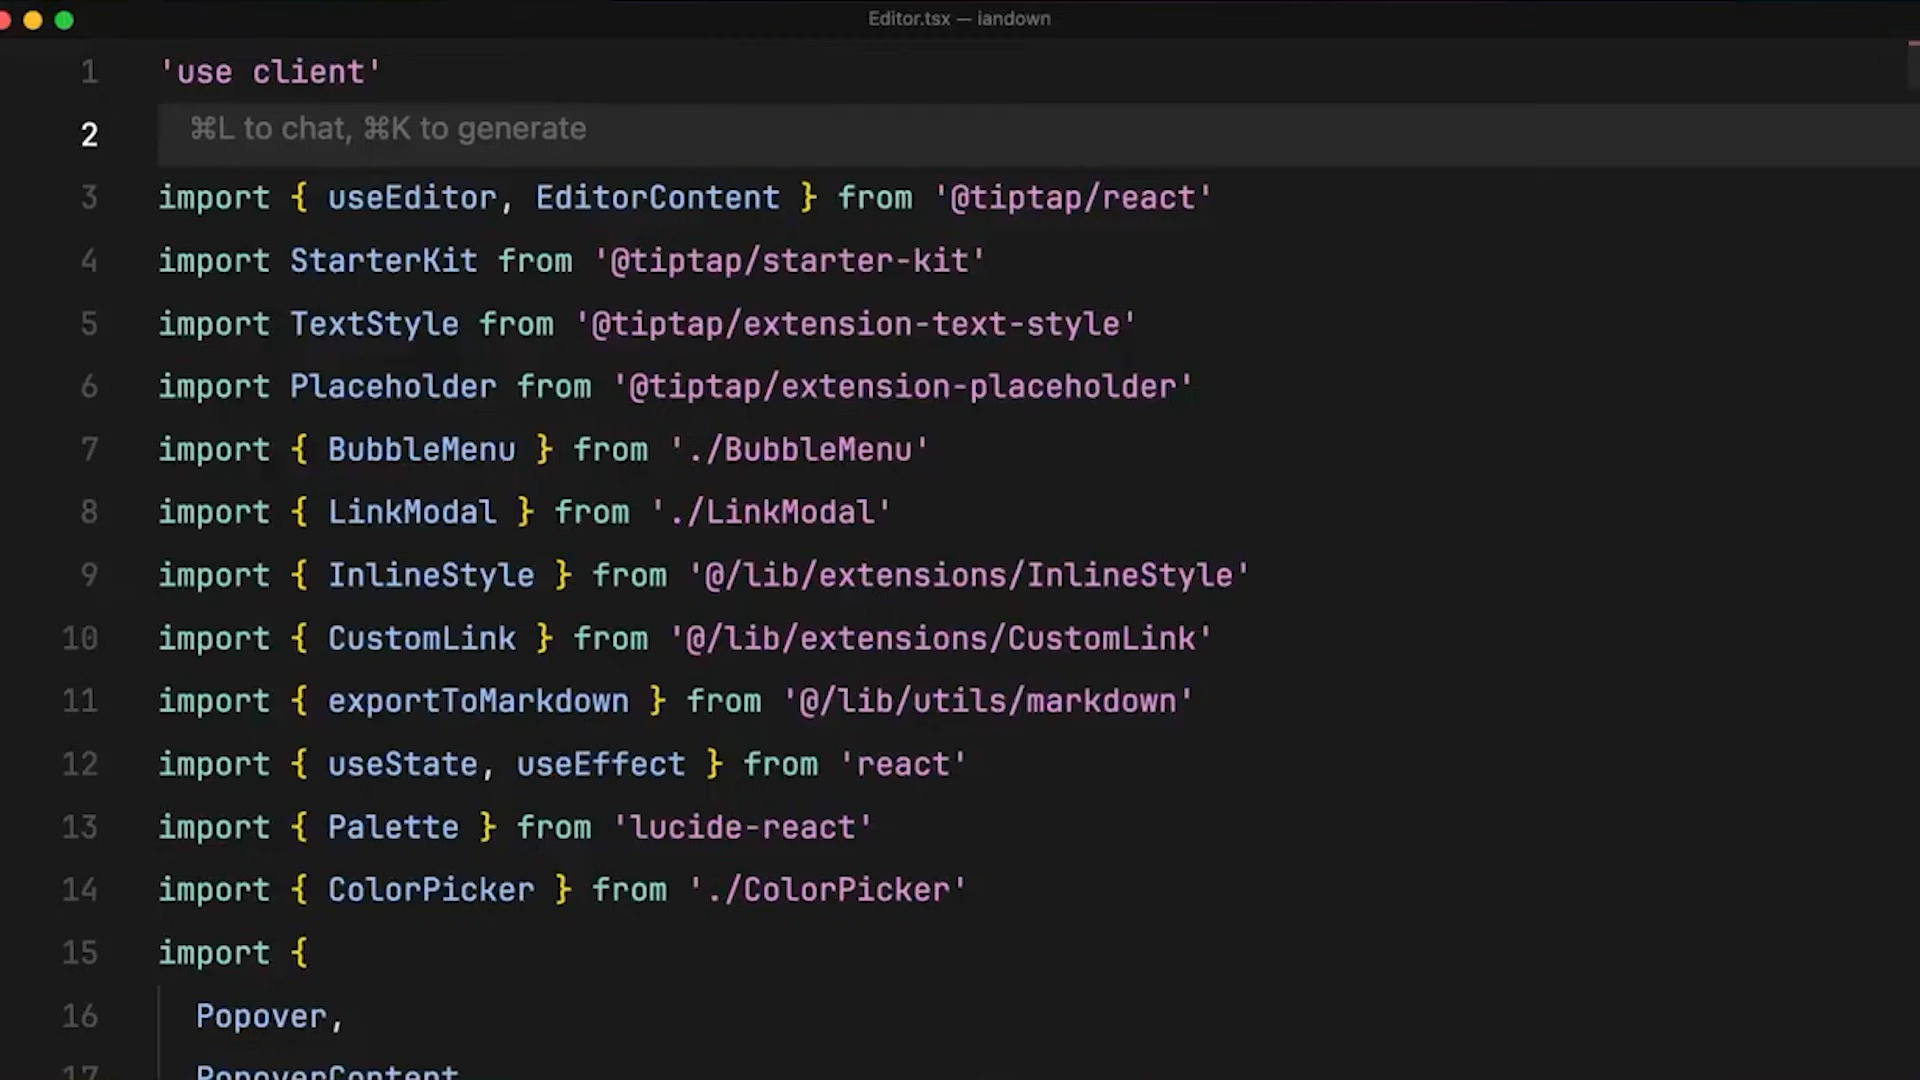 Editor.tsx — iandown
1 'use client'
2 ⌘L to chat, ⌘K to generate
3 import { useEditor, EditorContent } from '@tiptap/react'
4 import StarterKit from '@tiptap/starter-kit'
5 import TextStyle from '@tiptap/extension-text-style'
6 import Placeholder from '@tiptap/extension-placeholder'
7 import { BubbleMenu } from './BubbleMenu'
8 import { LinkModal } from './LinkModal'
9 import { InlineStyle } from '@/lib/extensions/InlineStyle'
10 import { CustomLink } from '@/lib/extensions/CustomLink'
11 import { exportToMarkdown } from '@/lib/utils/markdown'
12 import { useState, useEffect } from 'react'
13 import { Palette } from 'lucide-react'
14 import { ColorPicker } from './ColorPicker'
15 import {
16 Popover,
17 PopoverContent